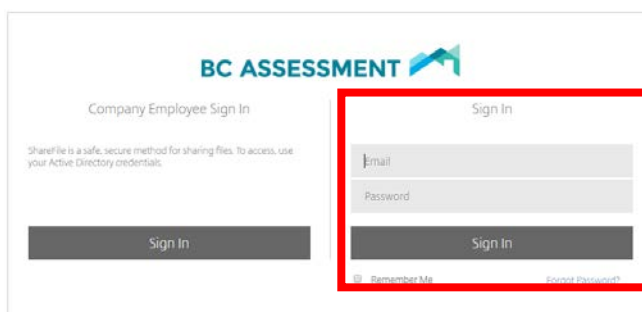 BC ASSESSMENT
Company Employee Sign In
ShareFile is a safe, secure method for sharing files. To access, use
your Active Directory credentials.
Sign In
Sign In
Email
Password
Sign In
Remember Me
Forgot Password?